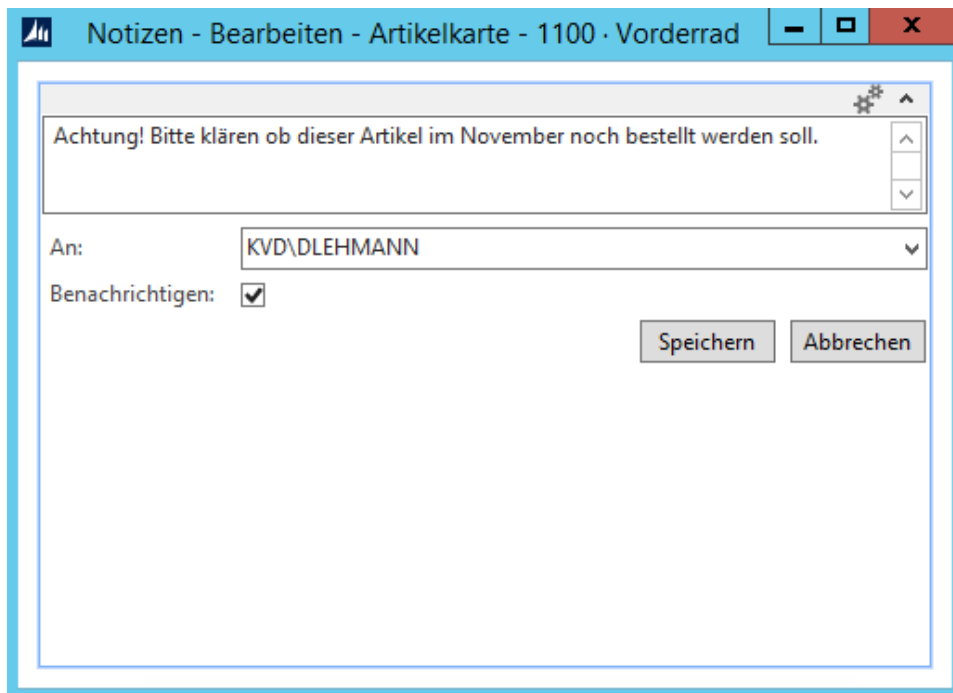 Notizen - Bearbeiten - Artikelkarte - 1100 · Vorderrad
Achtung! Bitte klären ob dieser Artikel im November noch bestellt werden soll.
An: KVD\DLEHMANN
Benachrichtigen:
Speichern Abbrechen